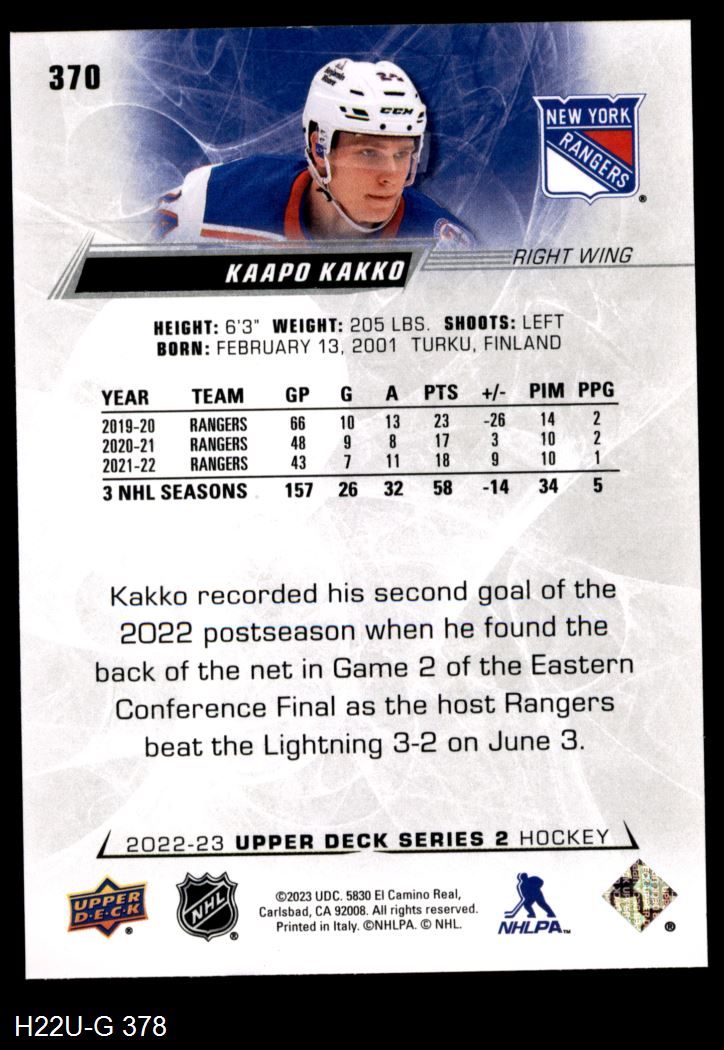 370
CCM
24
NEW YORK
RANGERS
®
KAAPO KAKKO
RIGHT WING
HEIGHT: 6'3" WEIGHT: 205 LBS. SHOOTS: LEFT
BORN: FEBRUARY 13, 2001 TURKU, FINLAND
YEAR TEAM GP G A PTS +/- PIM PPG
2019-20 RANGERS 66 10 13 23 -26 14 2
2020-21 RANGERS 48 9 8 17 3 10 2
2021-22 RANGERS 43 7 11 18 9 10 1
3 NHL SEASONS 157 26 32 58 -14 34 5
Kakko recorded his second goal of the
2022 postseason when he found the
back of the net in Game 2 of the Eastern
Conference Final as the host Rangers
beat the Lightning 3-2 on June 3.
2022-23 UPPER DECK SERIES 2 HOCKEY
UPPER
D·E·C·K
®
NHL
®
©2023 UDC. 5830 El Camino Real,
Carlsbad, CA 92008. All rights reserved.
Printed in Italy. ©NHLPA. © NHL.
NHLPA™
®
H22U-G 378